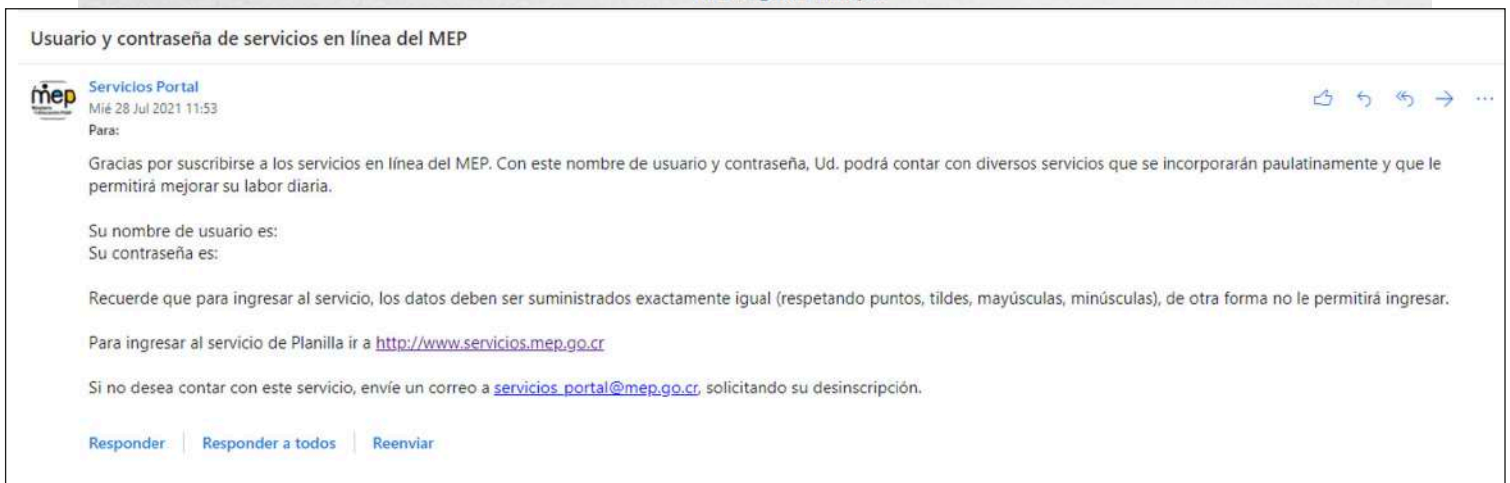 Usuario y contraseña de servicios en línea del MEP
mep
Servicios Portal
Mié 28 Jul 2021 11:53
Para:
Gracias por suscribirse a los servicios en línea del MEP. Con este nombre de usuario y contraseña, Ud. podrá contar con diversos servicios que se incorporarán paulatinamente y que le
permitirá mejorar su labor diaria.
Su nombre de usuario es:
Su contraseña es:
Recuerde que para ingresar al servicio, los datos deben ser suministrados exactamente igual (respetando puntos, tildes, mayúsculas, minúsculas), de otra forma no le permitirá ingresar.
Para ingresar al servicio de Planilla ir a http://www.servicios.mep.go.cr
Si no desea contar con este servicio, envíe un correo a servicios_portal@mep.go.cr, solicitando su desinscripción.
Responder Responder a todos Reenviar